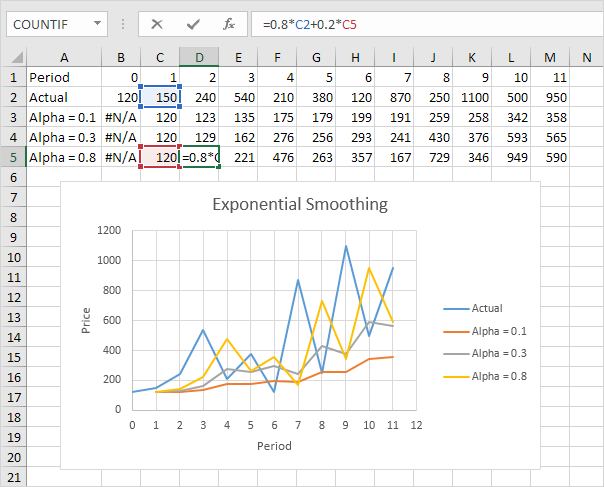 COUNTIF fx =0.8*C2+0.2*C5
A B C D E F G H I J K L M N
1 Period 0 1 2 3 4 5 6 7 8 9 10 11
2 Actual 120 150 240 540 210 380 120 870 250 1100 500 950
3 Alpha = 0.1 #N/A 120 123 135 175 179 199 191 259 258 342 358
4 Alpha = 0.3 #N/A 120 129 162 276 256 293 241 430 376 593 565
5 Alpha = 0.8 #N/A 120 =0.8*C 221 476 263 357 167 729 346 949 590
6
7
8
9
10
11
12
13
14
15
16
17
18
19
20
21
Exponential Smoothing
1200
1000
800
600
400
200
0
Price
0 1 2 3 4 5 6 7 8 9 10 11 12
Period
Actual
Alpha = 0.1
Alpha = 0.3
Alpha = 0.8